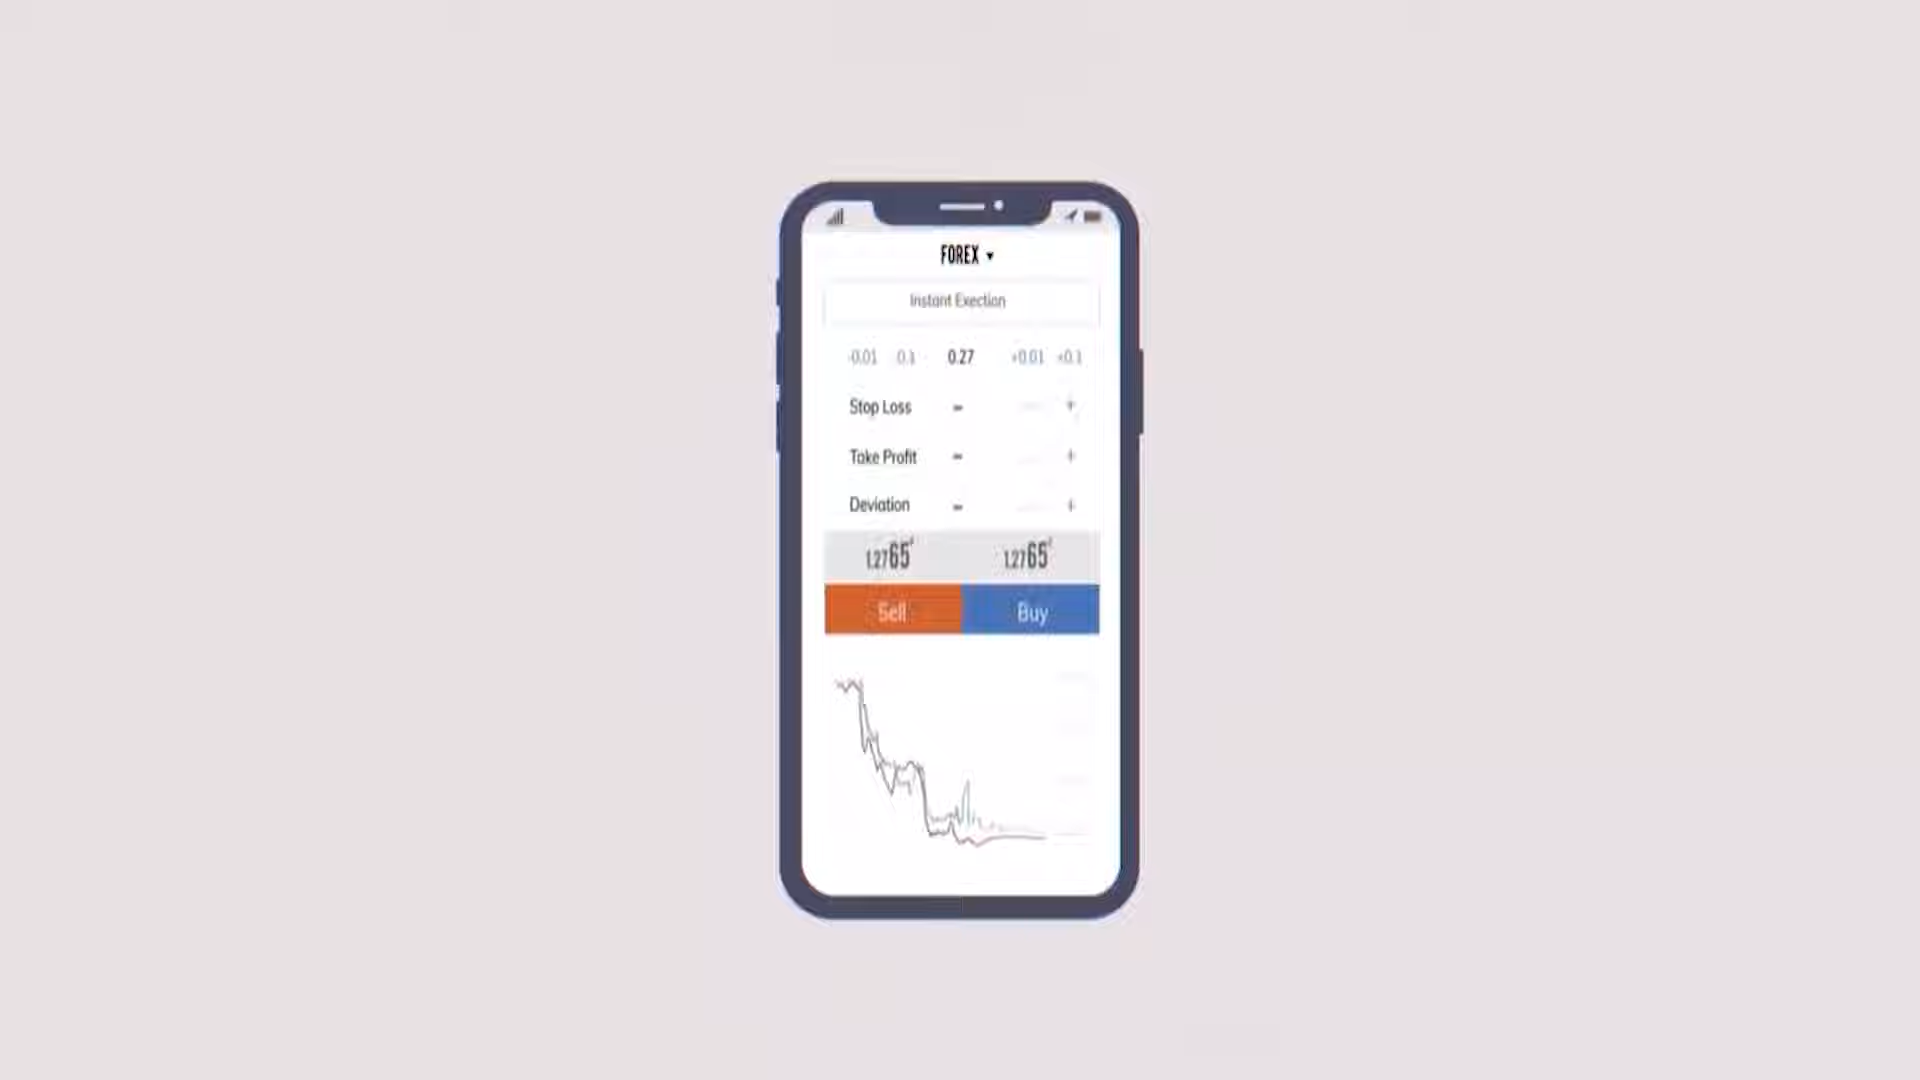 FOREX
Instant Exection
-0.01 -0.1 0.27 +0.01 +0.1
Stop Loss - +
Take Profit - +
Deviation - +
1.2765 1.2765
Sell Buy